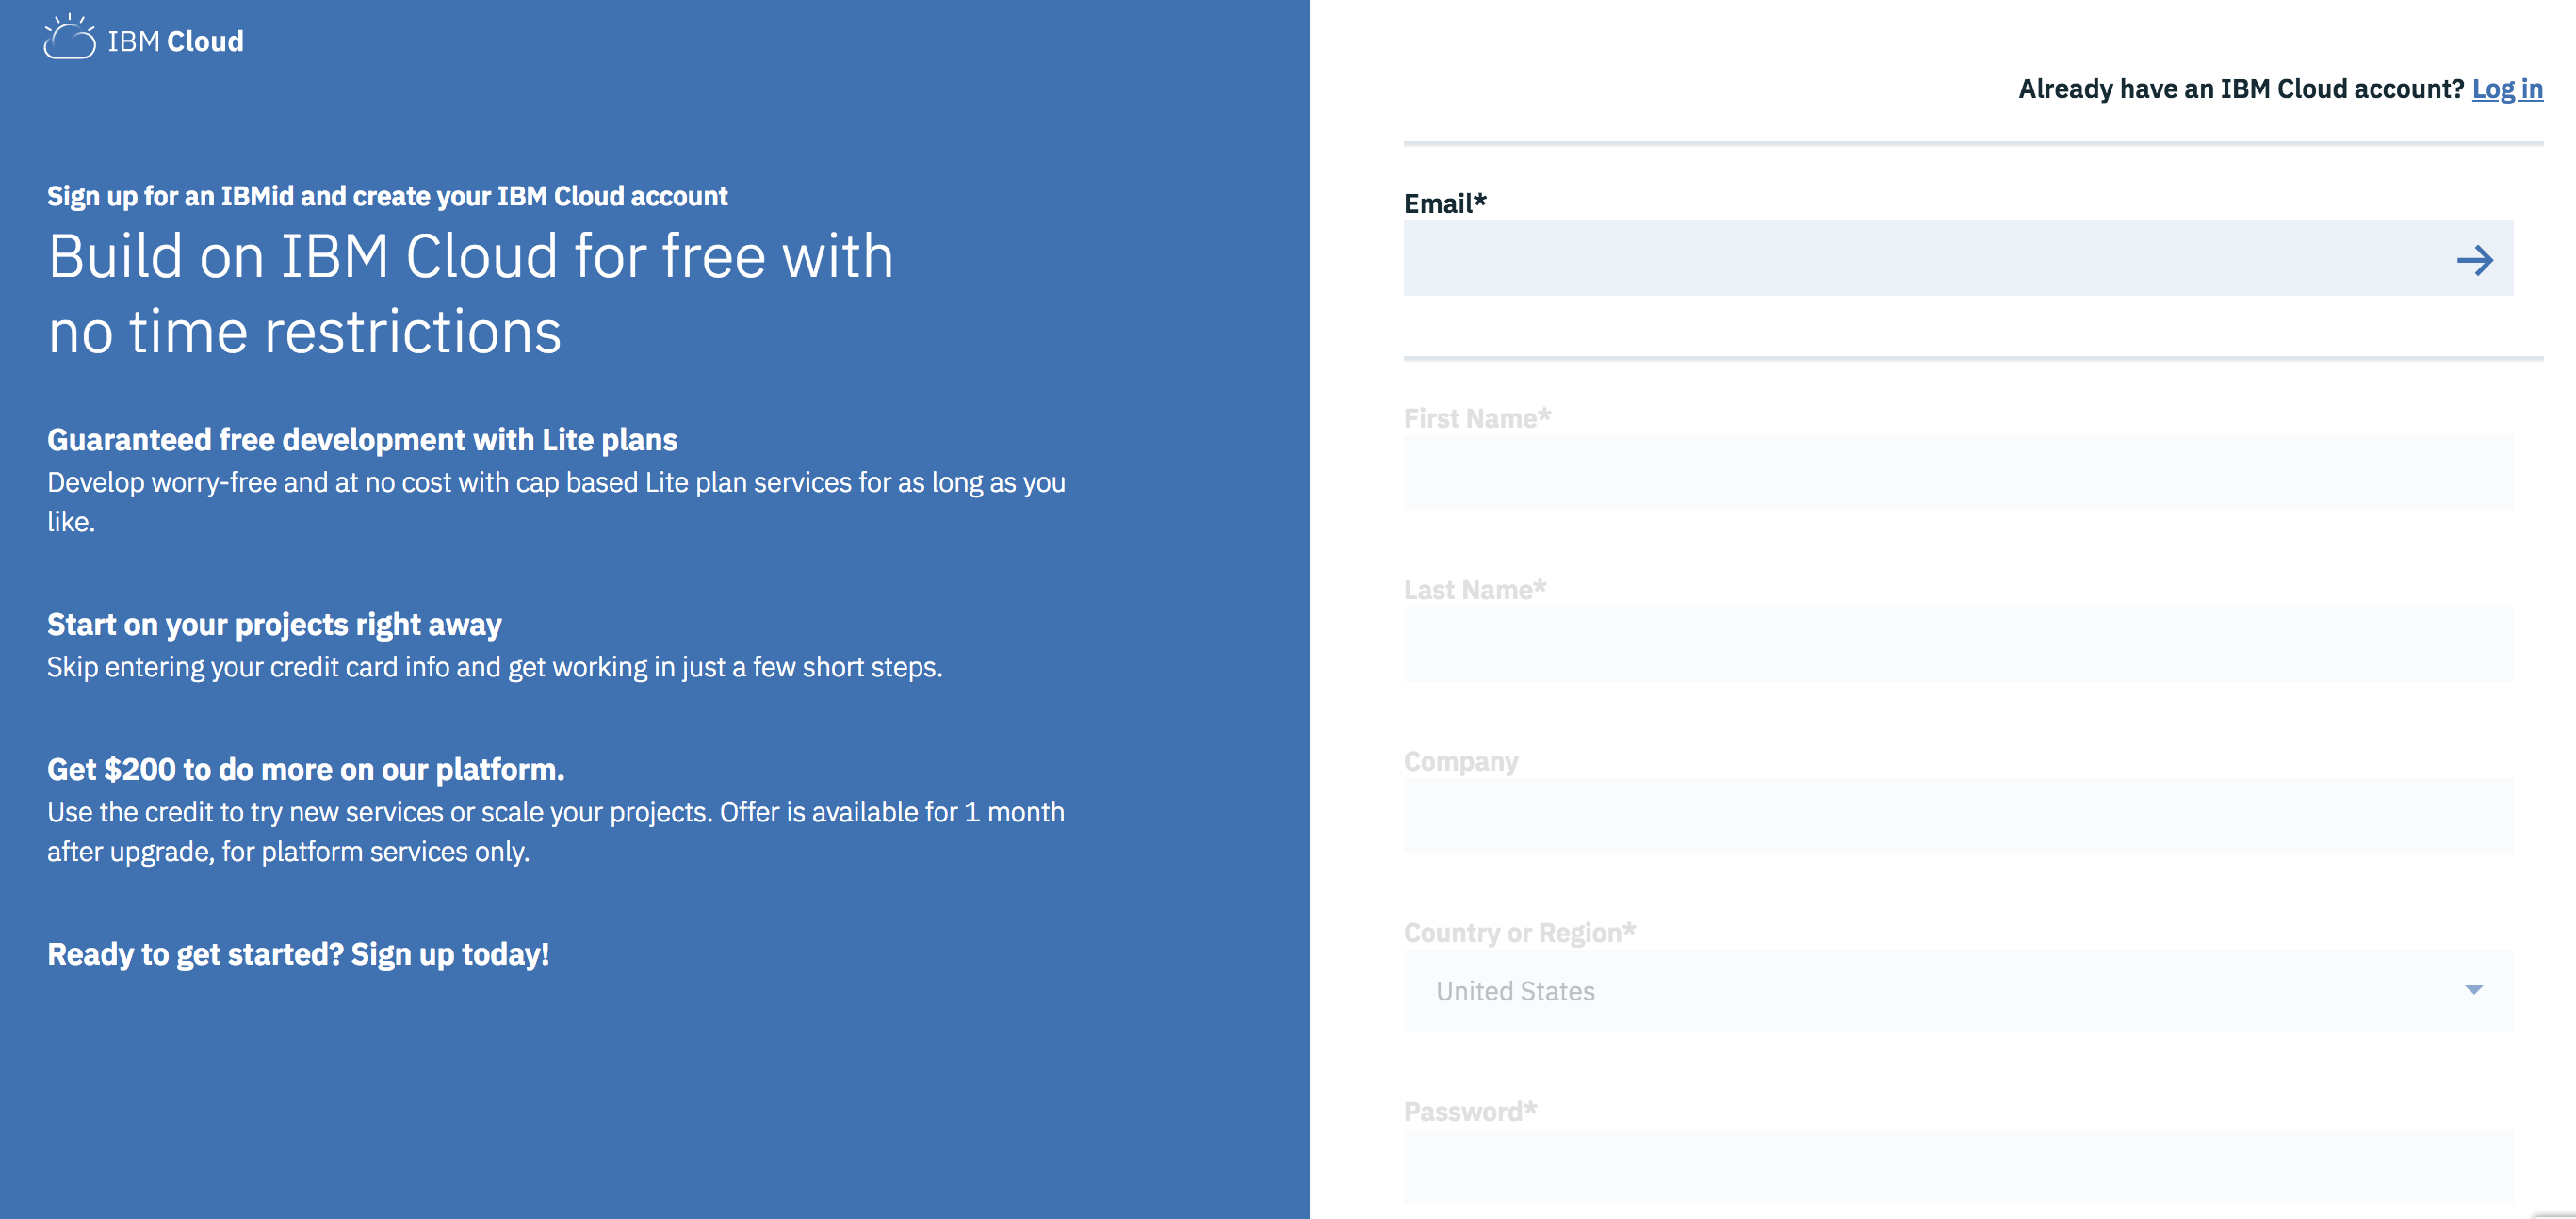 IBM Cloud
Sign up for an IBMid and create your IBM Cloud account
Build on IBM Cloud for free with
no time restrictions
Guaranteed free development with Lite plans
Develop worry-free and at no cost with cap based Lite plan services for as long as you
like.
Start on your projects right away
Skip entering your credit card info and get working in just a few short steps.
Get $200 to do more on our platform.
Use the credit to try new services or scale your projects. Offer is available for 1 month
after upgrade, for platform services only.
Ready to get started? Sign up today!
Already have an IBM Cloud account? Log in
Email*
First Name*
Last Name*
Company
Country or Region*
United States
Password*